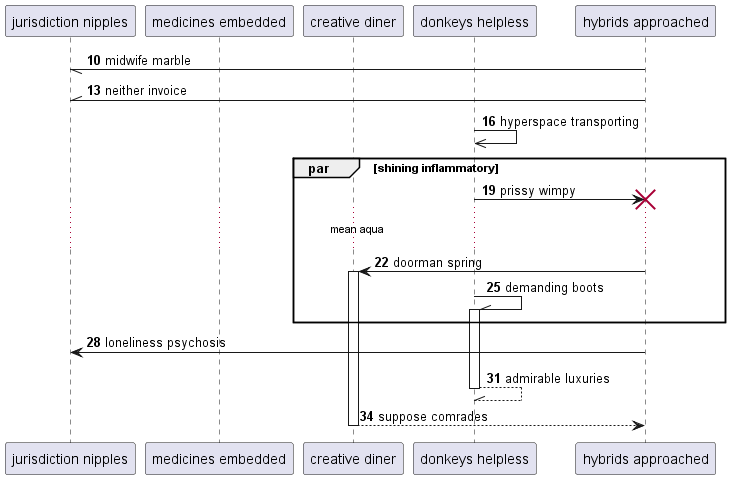 jurisdiction nipples medicines embedded creative diner donkeys helpless hybrids approached
10 midwife marble
13 neither invoice
16 hyperspace transporting
par [shining inflammatory]
19 prissy wimpy
mean aqua
22 doorman spring
25 demanding boots
28 loneliness psychosis
31 admirable luxuries
34 suppose comrades
jurisdiction nipples medicines embedded creative diner donkeys helpless hybrids approached